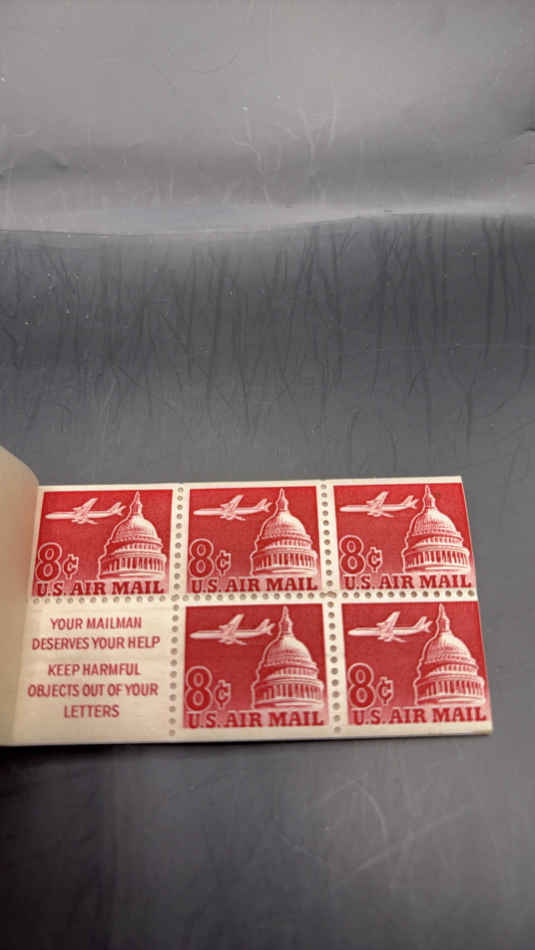 8¢
U.S. AIR MAIL
8¢
U.S. AIR MAIL
8¢
U.S. AIR MAIL
YOUR MAILMAN
DESERVES YOUR HELP
KEEP HARMFUL
OBJECTS OUT OF YOUR
LETTERS
8¢
U.S. AIR MAIL
8¢
U.S. AIR MAIL